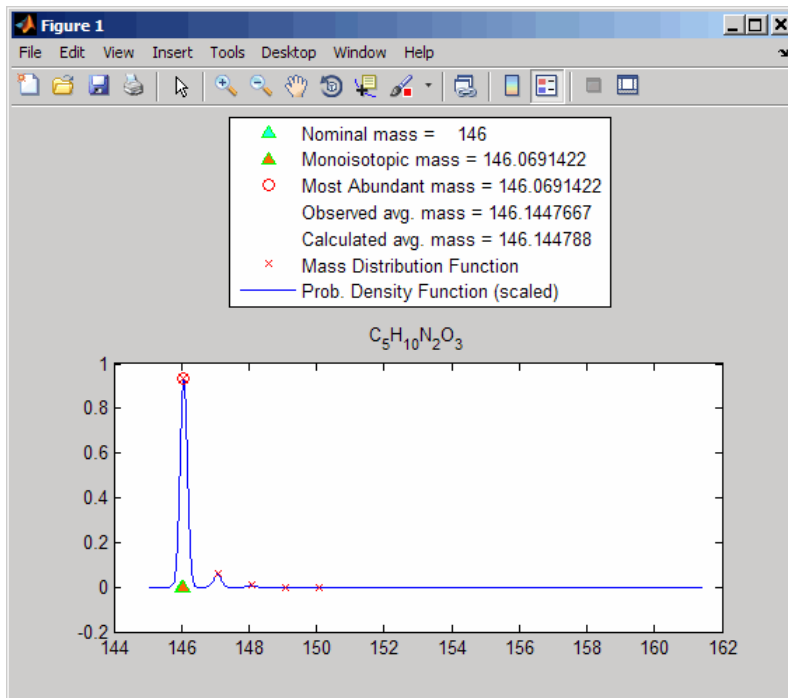 Figure 1
File Edit View Insert Tools Desktop Window Help
Nominal mass = 146
Monoisotopic mass = 146.0691422
Most Abundant mass = 146.0691422
Observed avg. mass = 146.1447667
Calculated avg. mass = 146.144788
Mass Distribution Function
Prob. Density Function (scaled)
C₅H₁₀N₂O₃
1
0.8
0.6
0.4
0.2
0
-0.2
144 146 148 150 152 154 156 158 160 162